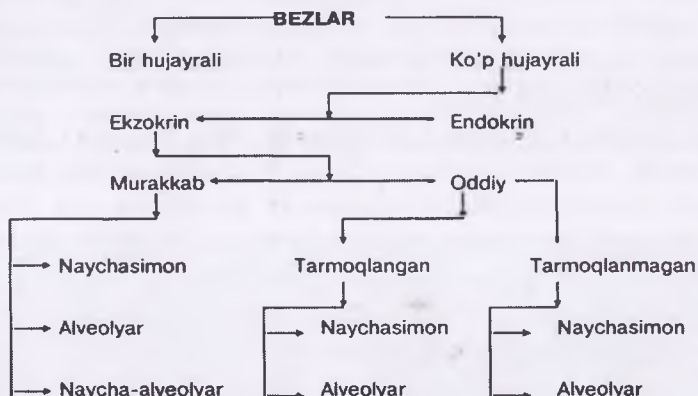 BEZLAR
Bir hujayrali Ko'p hujayrali
Ekzokrin Endokrin
Murakkab Oddiy
Naychasimon Tarmoqlangan Tarmoqlanmagan
Alveolyar Naychasimon Naychasimon
Naycha-alveolyar Alveolyar Alveolyar